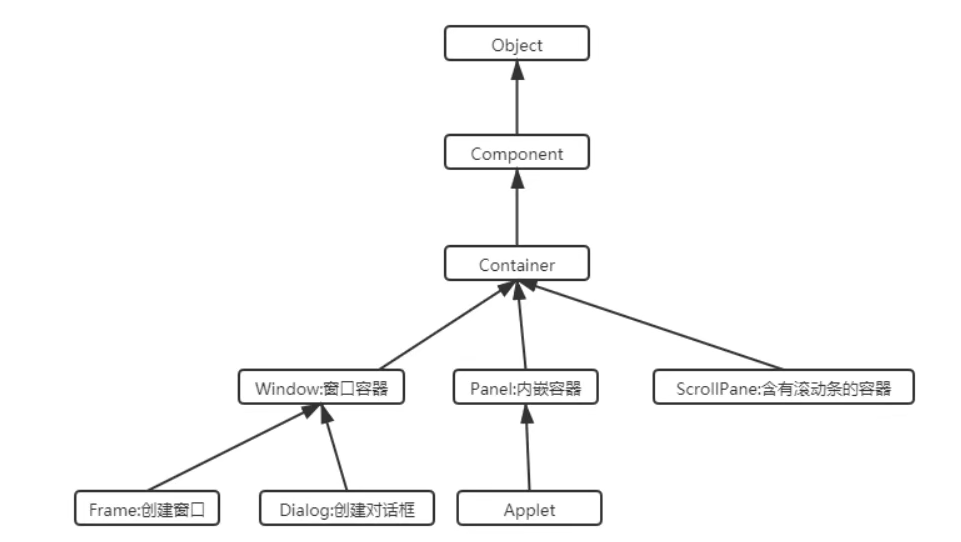 Object
Component
Container
Window:窗口容器
Panel:内嵌容器
ScrollPane:含有滚动条的容器
Frame:创建窗口
Dialog:创建对话框
Applet